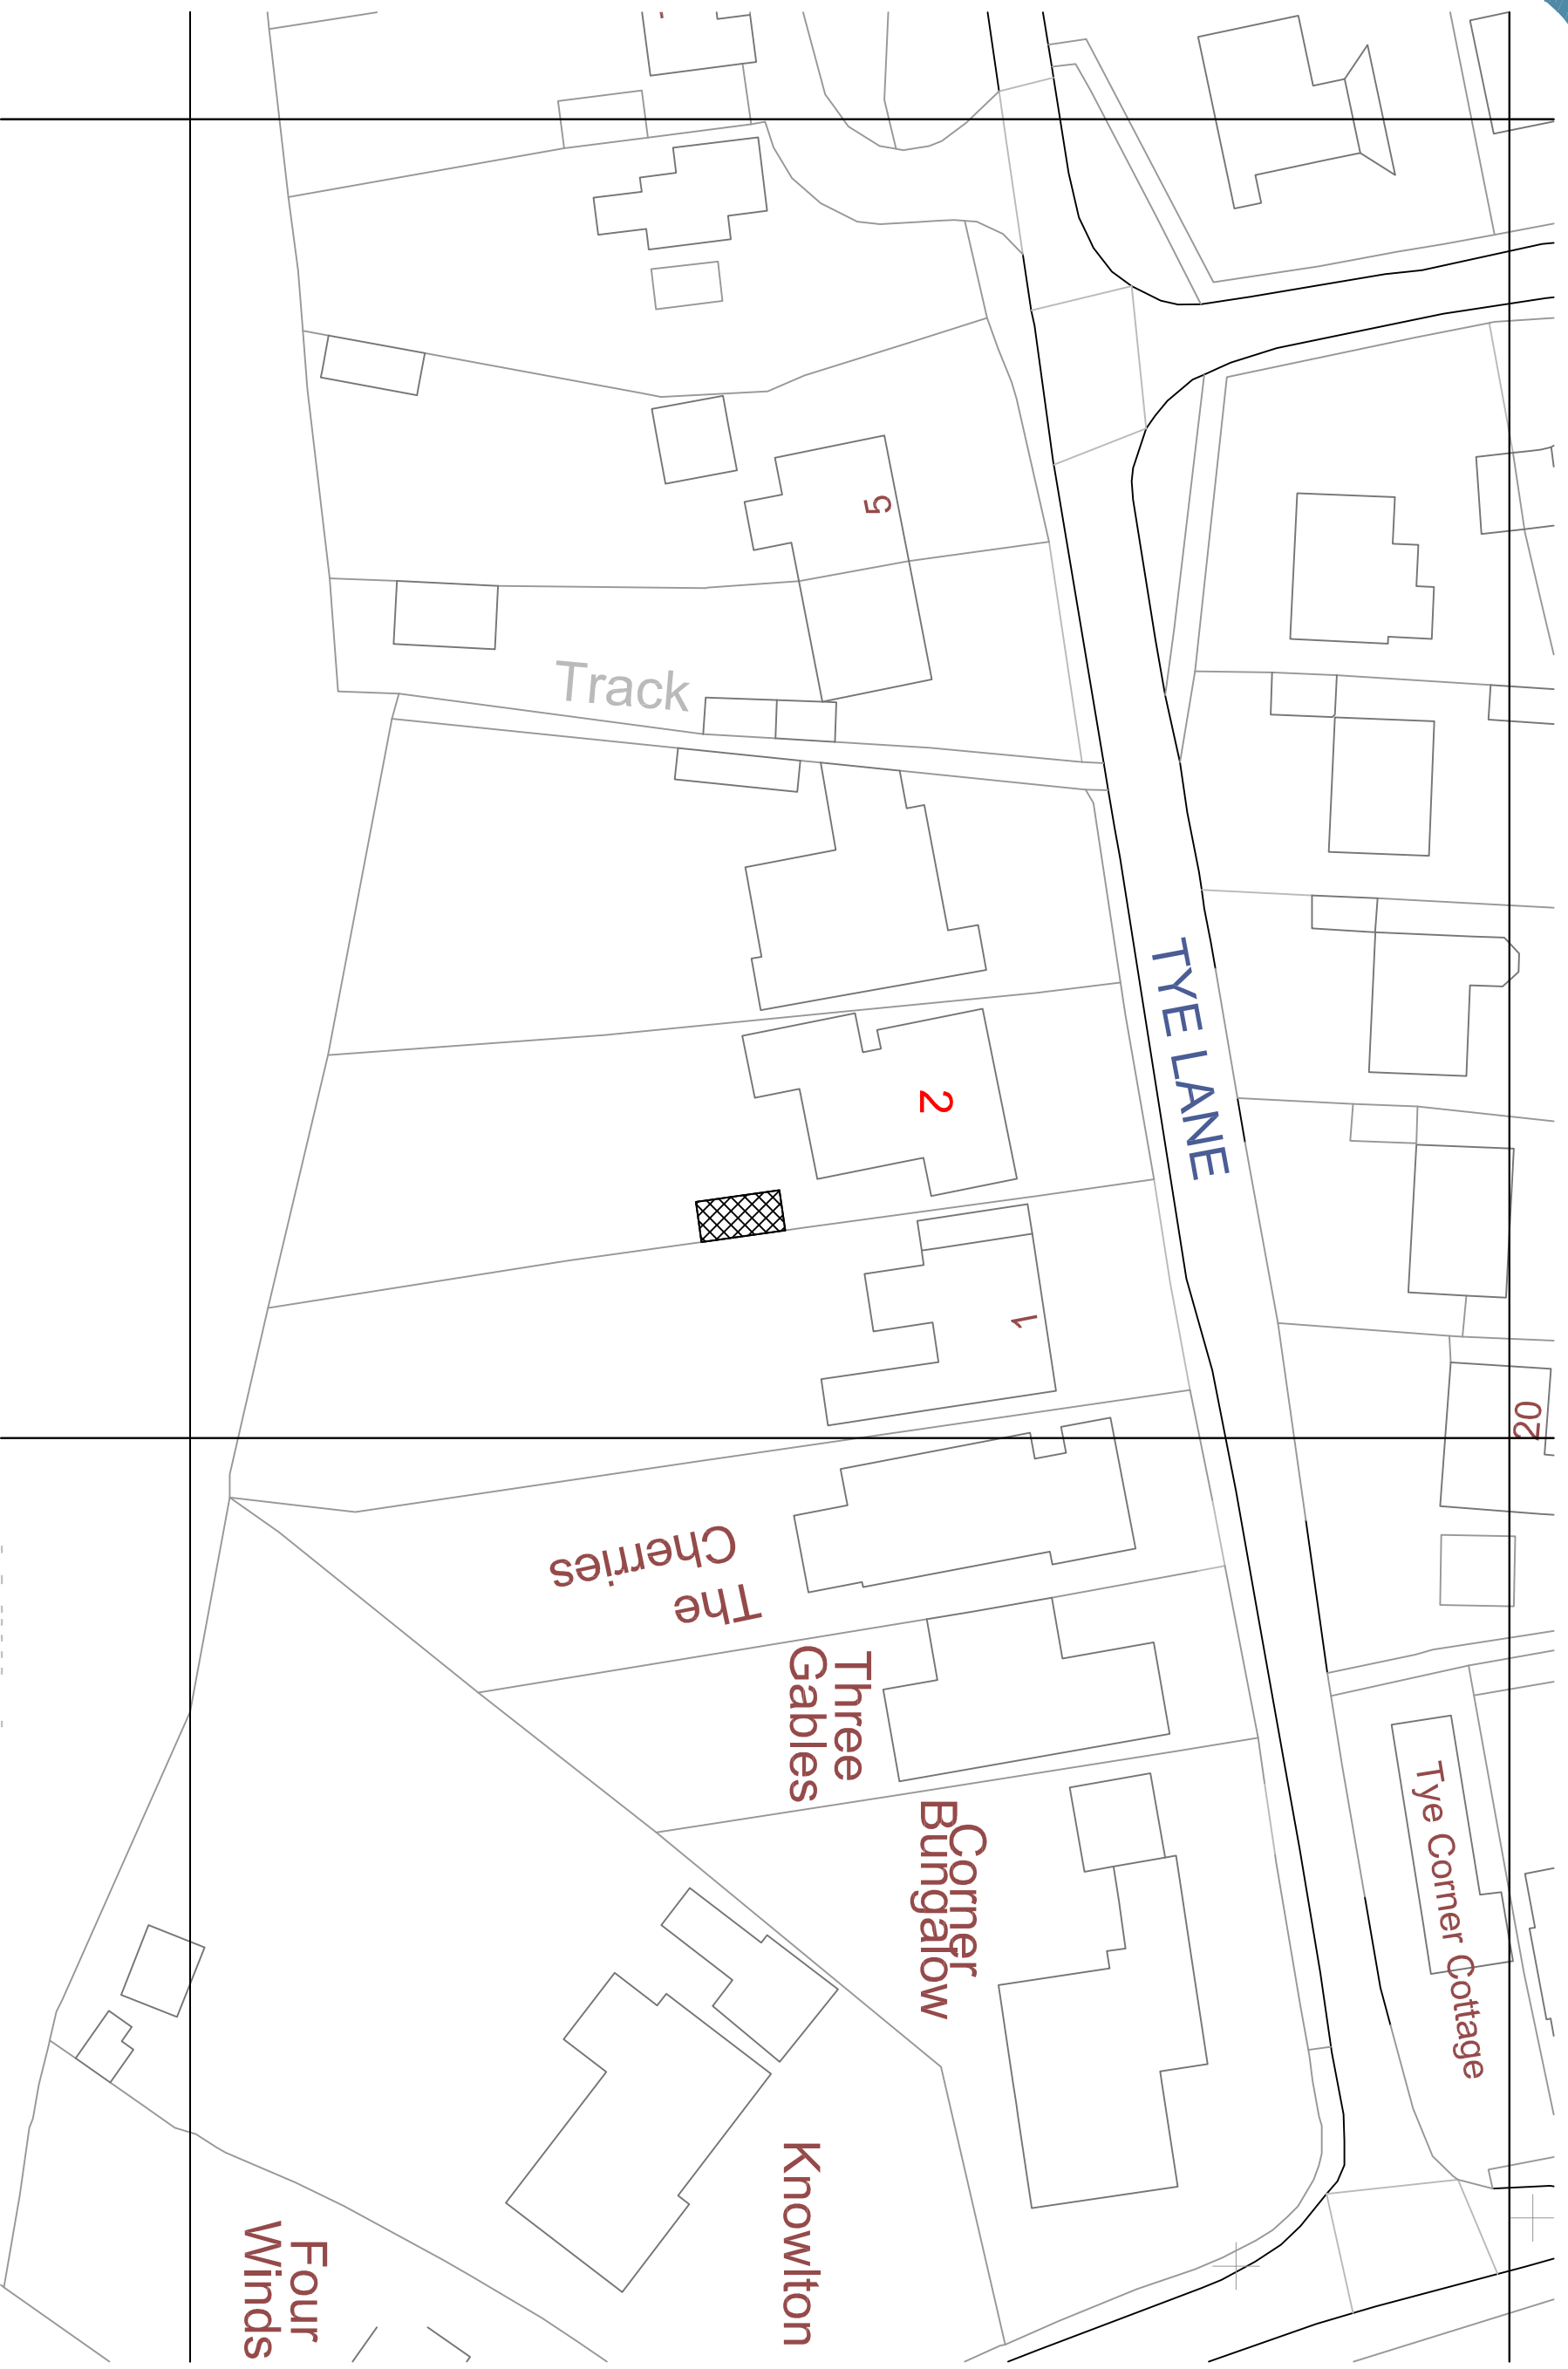 5
Track
TYE LANE
2
1
20
The
Cherries
Three
Gables
Corner
Bungalow
Tye Corner Cottage
Knowlton
Four
Winds